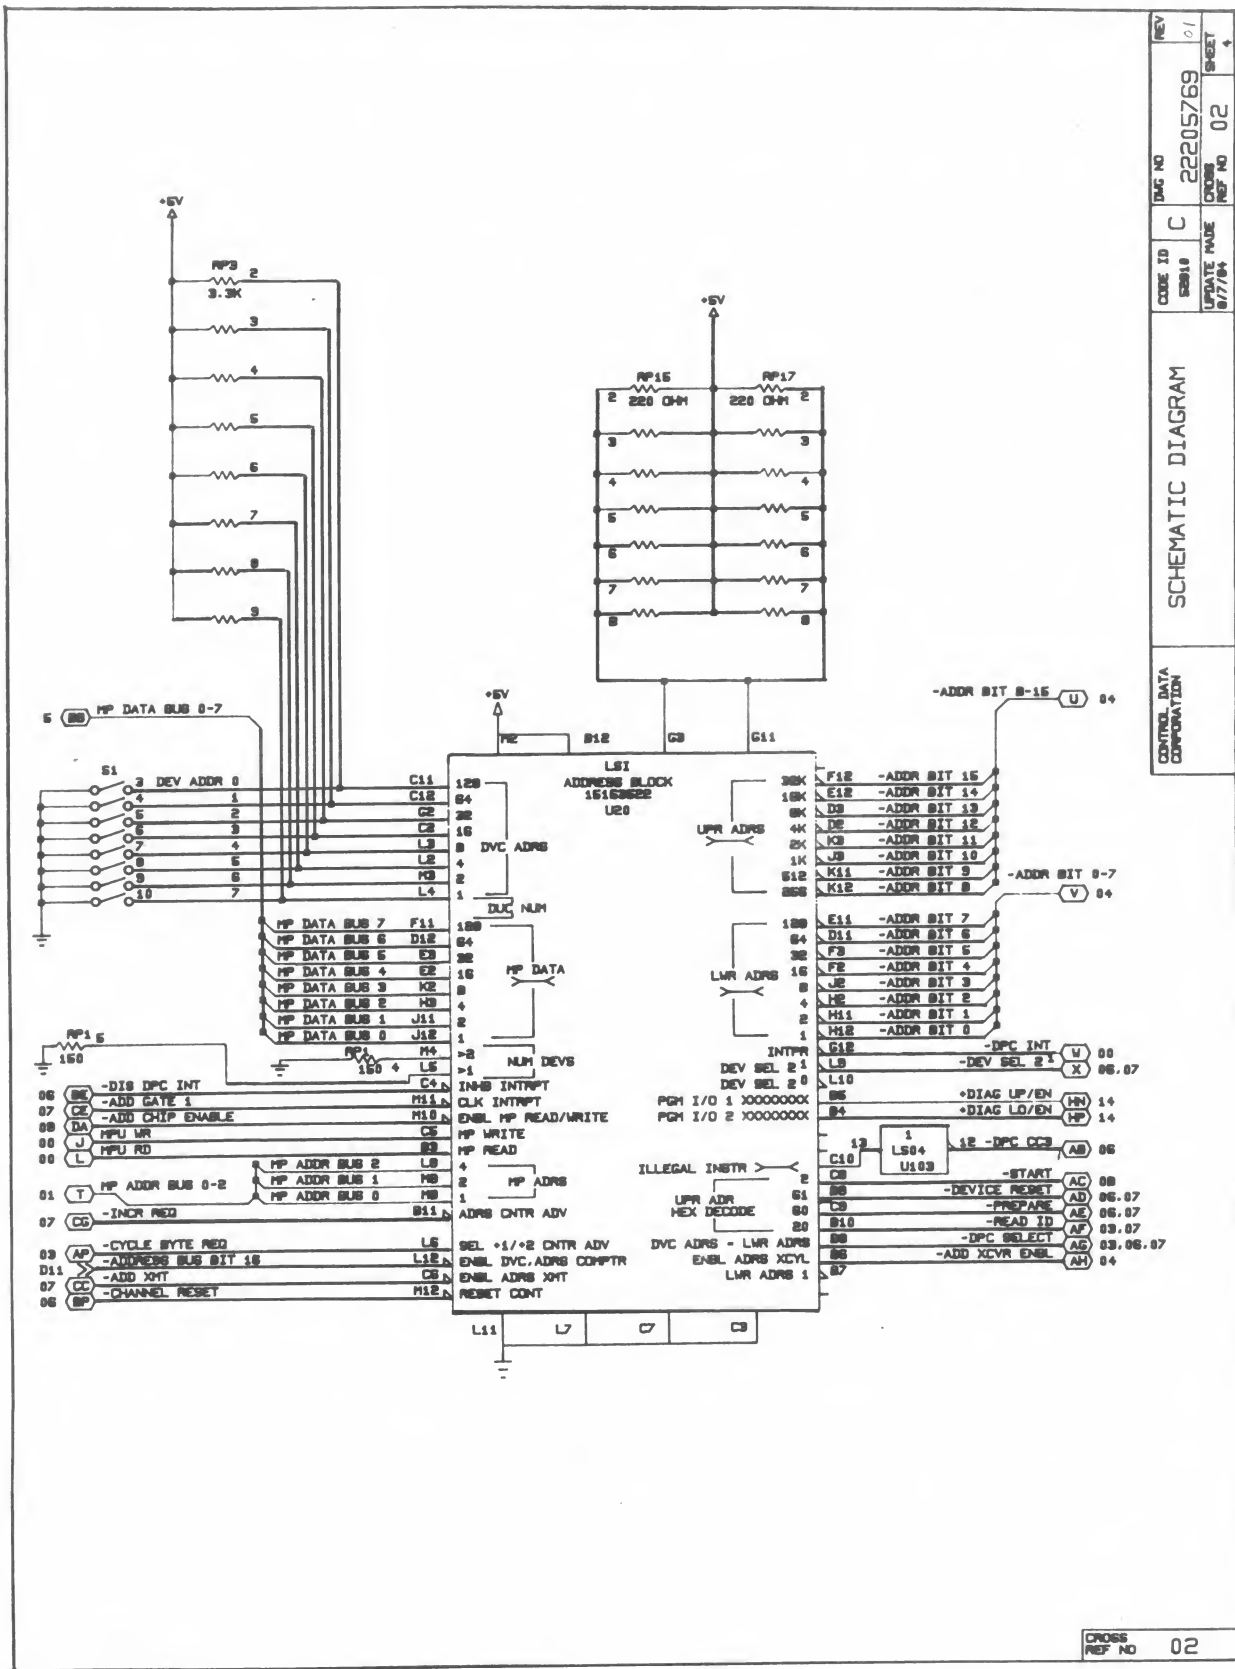 REV
01
SHEET
4
DWG NO
22205769
CROSS
REF NO
02
CODE ID
C
UPDATE MADE
8/7/84
SCHEMATIC DIAGRAM
CONTROL DATA
CORPORATION
+5V
RP3
3.3K
2
3
4
5
6
7
8
9
+5V
RP15
220 OHM
RP17
220 OHM
2 2
3 3
4 4
5 5
6 6
7 7
8 8
+5V
M2
B12
G3
G11
LSI
ADDRESS BLOCK
U20
MP DATA BUS 0-7
S1
3 DEV ADDR 0 C11 128
4 1 C12 64
5 2 G2 32
6 3 C2 16
7 4 L3 8
8 5 L2 4
9 6 M3 2
10 7 L4 1
DVC ADRS
DUC NUM
MP DATA BUS 7 F11 128
MP DATA BUS 6 D12 64
MP DATA BUS 5 E3 32
MP DATA BUS 4 E2 16
MP DATA BUS 3 K2 8
MP DATA BUS 2 H3 4
MP DATA BUS 1 J11 2
MP DATA BUS 0 J12 1
MP DATA
RP1 5
150
RP1
150 4
M4 >2
L5 >1
NUM DEVS
06 BE -DIS DPC INT C4 INHB INTRPT
07 CE -ADD GATE 1 M11 CLK INTRPT
08 DA -ADD CHIP ENABLE M10 ENBL MP READ/WRITE
00 J MPU WR C5 MP WRITE
00 L MPU RD B3 MP READ
MP ADDR BUS 2 L8 4
MP ADDR BUS 1 2
MP ADDR BUS 0 1
MP ADRS
01 T MP ADDR BUS 0-2
07 CG -INCR REQ B11 ADRS CNTR ADV
03 AP -CYCLE BYTE REQ L6 SEL +1/+2 CNTR ADV
D11 -ADDRESS BUS BIT 16 L12 ENBL DVC.ADRS COMPTR
07 CC -ADD XMT C6 ENBL ADRS XMT
06 BP -CHANNEL RESET M12 RESET CONT
-ADDR BIT 8-15 U 04
UPR ADRS
32K F12 -ADDR BIT 15
16K E12 -ADDR BIT 14
8K D3 -ADDR BIT 13
4K D2 -ADDR BIT 12
2K K3 -ADDR BIT 11
1K J3 -ADDR BIT 10
512 K11 -ADDR BIT 9
256 K12 -ADDR BIT 8
-ADDR BIT 0-7
V 04
LWR ADRS
128 E11 -ADDR BIT 7
64 D11 -ADDR BIT 6
32 F3 -ADDR BIT 5
16 F2 -ADDR BIT 4
8 J2 -ADDR BIT 3
4 H2 -ADDR BIT 2
2 H11 -ADDR BIT 1
1 H12 -ADDR BIT 0
INTPR G12 -DPC INT W 00
DEV SEL 2 1 L9 -DEV SEL 2 1 X 06.07
DEV SEL 2 0 L10
PGM I/O 1 XXXXXXXX B5 +DIAG UP/EN HN 14
PGM I/O 2 XXXXXXXX B4 +DIAG LO/EN HP 14
13
1
LS04
U103
12 -DPC CC3 AB 06
ILLEGAL INSTR C10
2 C8 -START AC 08
UPR ADR
HEX DECODE
61 -DEVICE RESET AD 06.07
60 C9 -PREPARE AE 06.07
20 B10 -READ ID AF 03.07
DVC ADRS - LWR ADRS -DPC SELECT AG 03.06.07
ENBL ADRS XCYL B6 -ADD XCVR ENBL AH 04
LWR ADRS 1 B7
L11
L7
C7
C3
CROSS
REF NO
02